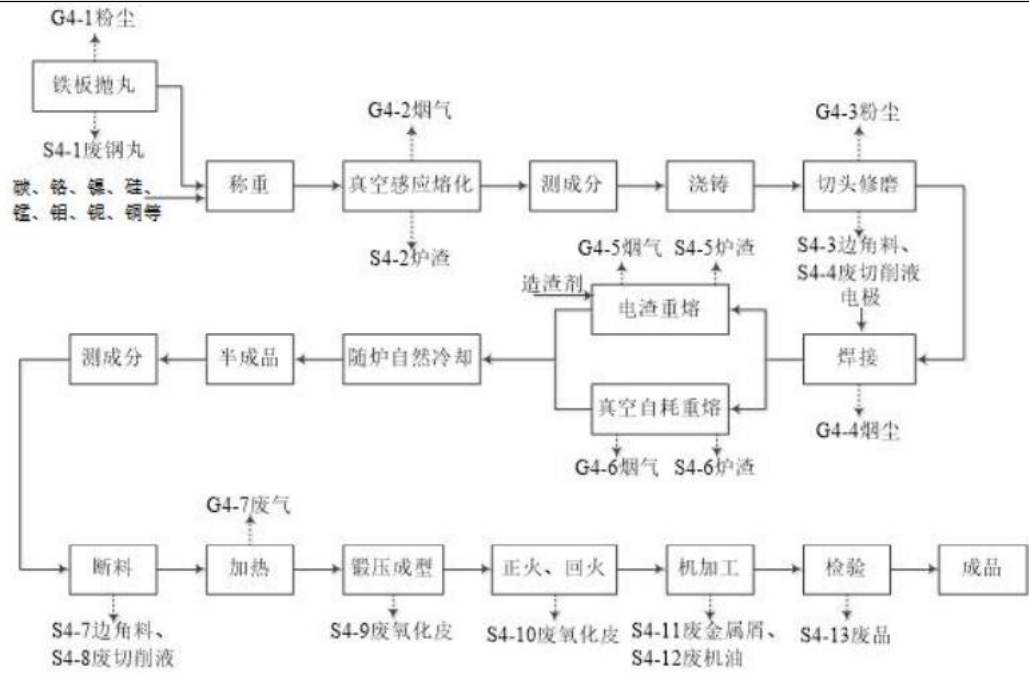 G4-1粉尘
铁板抛丸
S4-1废钢丸
碳、铬、镍、硅、
锰、钼、铌、铜等
称重
G4-2烟气
真空感应熔化
S4-2炉渣
测成分
浇铸
G4-3粉尘
切头修磨
S4-3边角料、
S4-4废切削液
电极
焊接
G4-4烟尘
G4-5烟气
S4-5炉渣
造渣剂
电渣重熔
真空自耗重熔
G4-6烟气
S4-6炉渣
随炉自然冷却
半成品
测成分
断料
S4-7边角料、
S4-8废切削液
G4-7废气
加热
锻压成型
S4-9废氧化皮
正火、回火
S4-10废氧化皮
机加工
S4-11废金属屑、
S4-12废机油
检验
S4-13废品
成品